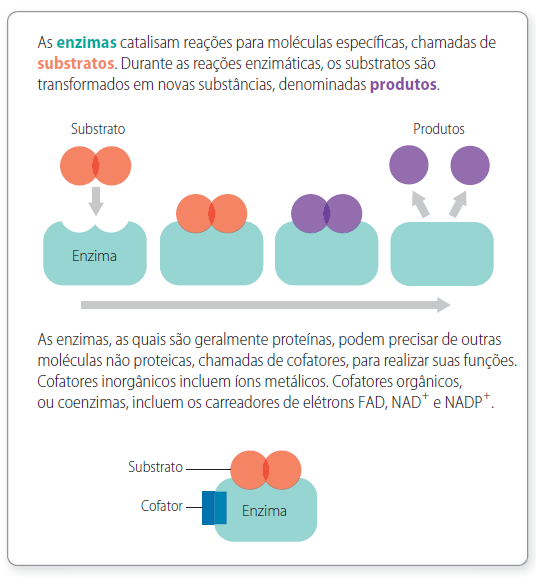 As enzimas catalisam reações para moléculas específicas, chamadas de
substratos. Durante as reações enzimáticas, os substratos são
transformados em novas substâncias, denominadas produtos.
Substrato
Produtos
Enzima
As enzimas, as quais são geralmente proteínas, podem precisar de outras
moléculas não proteicas, chamadas de cofatores, para realizar suas funções.
Cofatores inorgânicos incluem íons metálicos. Cofatores orgânicos,
ou coenzimas, incluem os carreadores de elétrons FAD, NAD⁺ e NADP⁺.
Substrato
Cofator
Enzima